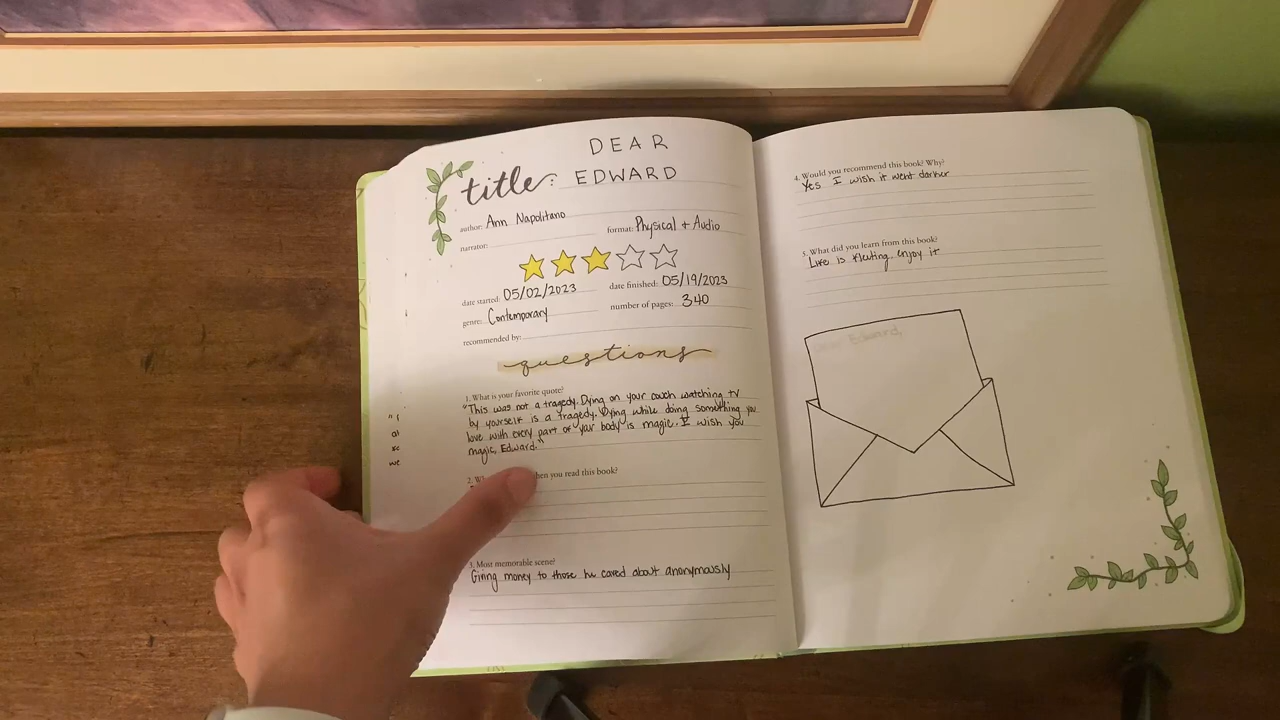 DEAR
title: EDWARD
author: Ann Napolitano
format: Physical + Audio
narrator:
date started: 05/02/2023
date finished: 05/19/2023
genre: Contemporary
number of pages: 340
recommended by:
questions
1. What is your favorite quote?
"This was not a tragedy. Dying on your couch watching TV
by yourself is a tragedy. Dying while doing something you
love with every part of your body is magic. I wish you
magic, Edward."
2. when you read this book?
3. Most memorable scene?
Giving money to those he cared about anonymously
4. Would you recommend this book? Why?
Yes I wish it went darker
5. What did you learn from this book?
Life is fleeting, enjoy it
Dear Edward,